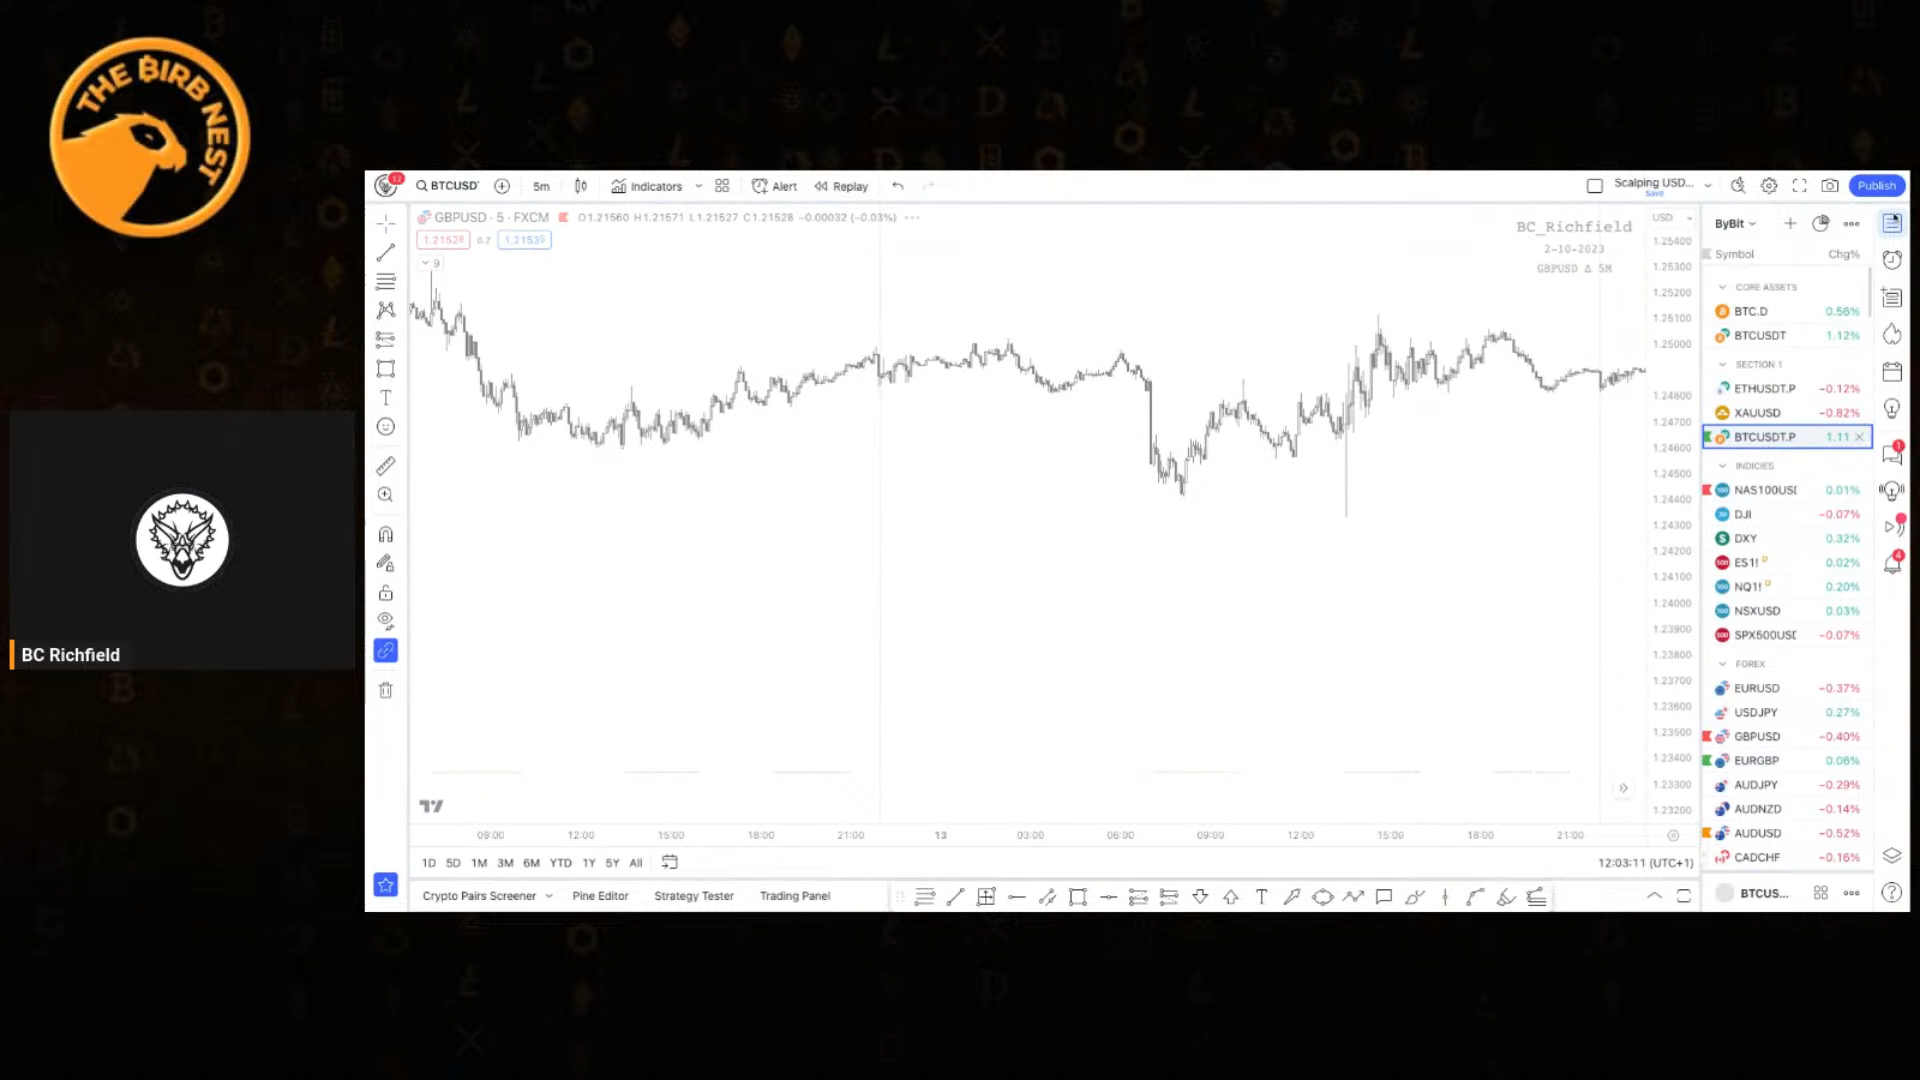 THE BIRB NEST
BC Richfield
12
BTCUSD
5m
Indicators
Alert
Replay
Scalping USD...
Save
Publish
GBPUSD · 5 · FXCM
O1.21560 H1.21571 L1.21527 C1.21528 −0.00032 (−0.03%)
1.21528
0.7
1.21535
9
BC_Richfield
2-10-2023
GBPUSD Δ 5M
USD
1.25400
1.25300
1.25200
1.25100
1.25000
1.24800
1.24700
1.24600
1.24500
1.24400
1.24300
1.24200
1.24100
1.24000
1.23900
1.23800
1.23700
1.23600
1.23500
1.23400
1.23300
1.23200
09:00 12:00 15:00 18:00 21:00 13 03:00 06:00 09:00 12:00 15:00 18:00 21:00
1D 5D 1M 3M 6M YTD 1Y 5Y All
12:03:11 (UTC+1)
Crypto Pairs Screener
Pine Editor
Strategy Tester
Trading Panel
ByBit
Symbol Chg%
CORE ASSETS
BTC.D 0.56%
BTCUSDT 1.12%
SECTION 1
ETHUSDT.P −0.12%
XAUUSD −0.82%
BTCUSDT.P 1.11
INDICIES
NAS100USD 0.01%
DJI −0.07%
DXY 0.32%
ES1! D 0.02%
NQ1! D 0.20%
NSXUSD 0.03%
SPX500USD −0.07%
FOREX
EURUSD −0.37%
USDJPY 0.27%
GBPUSD −0.40%
EURGBP 0.06%
AUDJPY −0.29%
AUDNZD −0.14%
AUDUSD −0.52%
CADCHF −0.16%
BTCUS...
1
4